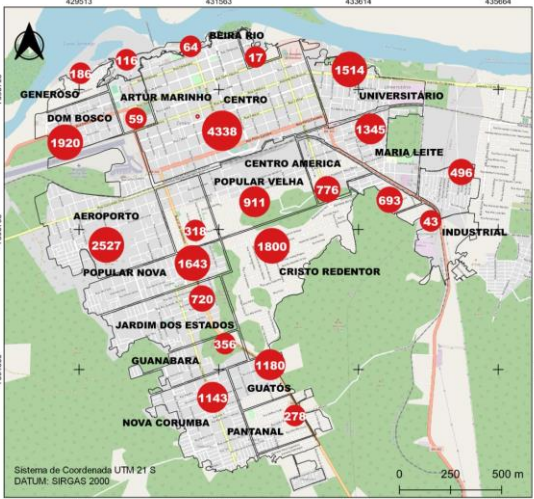 429513 431563 433614 435664
BEIRA RIO
64
116
17
186
1514
GENEROSO
ARTUR MARINHO
CENTRO
UNIVERSITÁRIO
DOM BOSCO
59
4338
1345
1920
MARIA LEITE
CENTRO AMERICA
496
POPULAR VELHA
776
693
911
AEROPORTO
43
318
INDUSTRIAL
2527
1800
1643
POPULAR NOVA
CRISTO REDENTOR
720
JARDIM DOS ESTADOS
356
GUANABARA
1180
GUATÓS
1143
278
NOVA CORUMBA
PANTANAL
Sistema de Coordenada UTM 21 S
DATUM: SIRGAS 2000
0 250 500 m